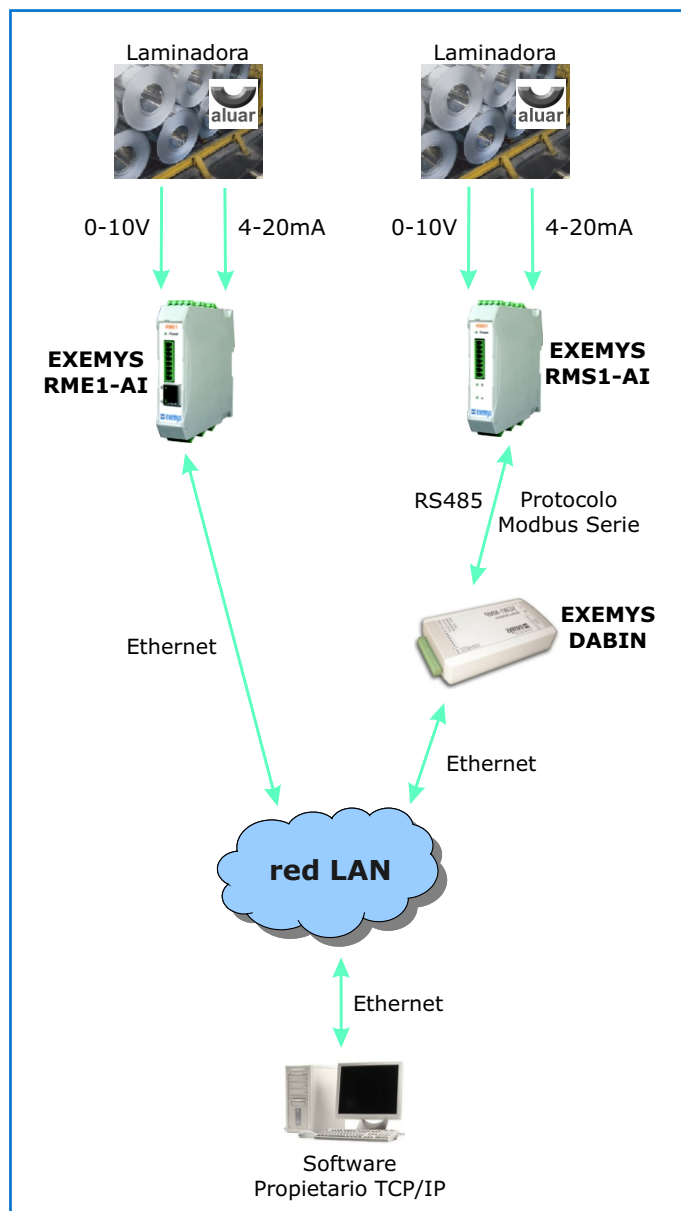 Laminadora
Laminadora
aluar
aluar
0-10V
4-20mA
0-10V
4-20mA
EXEMYS
RME1-AI
EXEMYS
RMS1-AI
RS485
Protocolo
Modbus Serie
EXEMYS
DABIN
Ethernet
Ethernet
red LAN
Ethernet
Software
Propietario TCP/IP